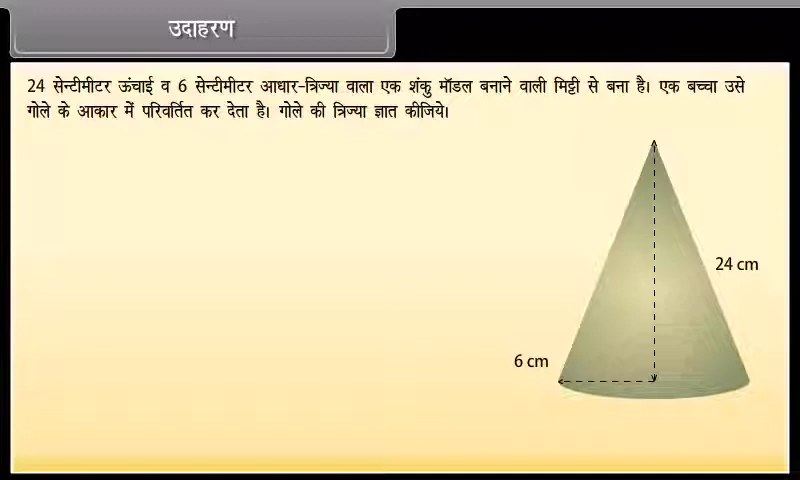 उदाहरण
24 सेन्टीमीटर ऊंचाई व 6 सेन्टीमीटर आधार-त्रिज्या वाला एक शंकु मॉडल बनाने वाली मिट्टी से बना है। एक बच्चा उसे
गोले के आकार में परिवर्तित कर देता है। गोले की त्रिज्या ज्ञात कीजिये।
24 cm
6 cm